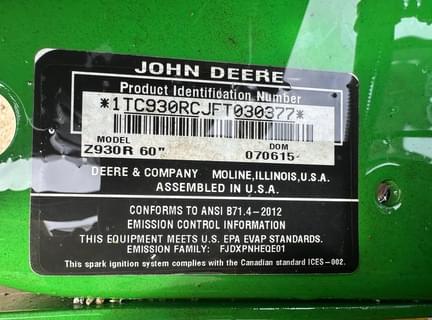 JOHN DEERE
Product Identification Number
*1TC930RCJFT030377*
MODEL DOM
Z930R 60" 070615
DEERE & COMPANY MOLINE,ILLINOIS,U.S.A.
ASSEMBLED IN U.S.A.
CONFORMS TO ANSI B71.4-2012
EMISSION CONTROL INFORMATION
THIS EQUIPMENT MEETS U.S. EPA EVAP STANDARDS.
EMISSION FAMILY: FJDXPNHEQE01
This spark ignition system complies with the Canadian standard ICES-002.